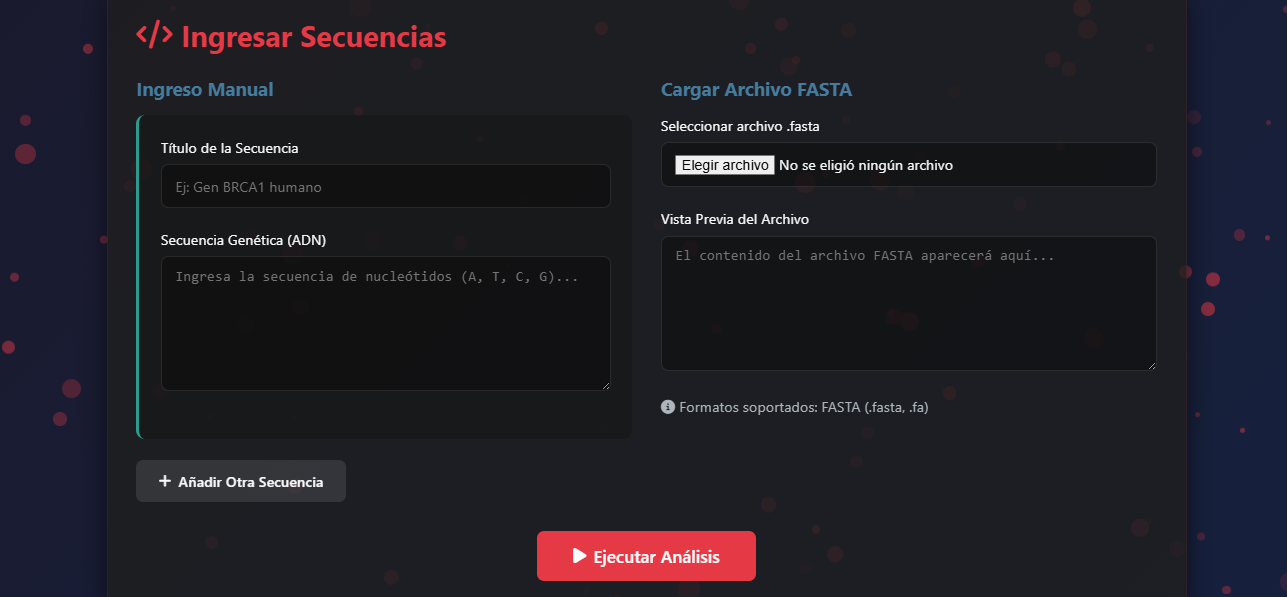 </> Ingresar Secuencias
Ingreso Manual
Título de la Secuencia
Ej: Gen BRCA1 humano
Secuencia Genética (ADN)
Ingresa la secuencia de nucleótidos (A, T, C, G)...
+ Añadir Otra Secuencia
Cargar Archivo FASTA
Seleccionar archivo .fasta
Elegir archivo No se eligió ningún archivo
Vista Previa del Archivo
El contenido del archivo FASTA aparecerá aquí...
Formatos soportados: FASTA (.fasta, .fa)
Ejecutar Análisis